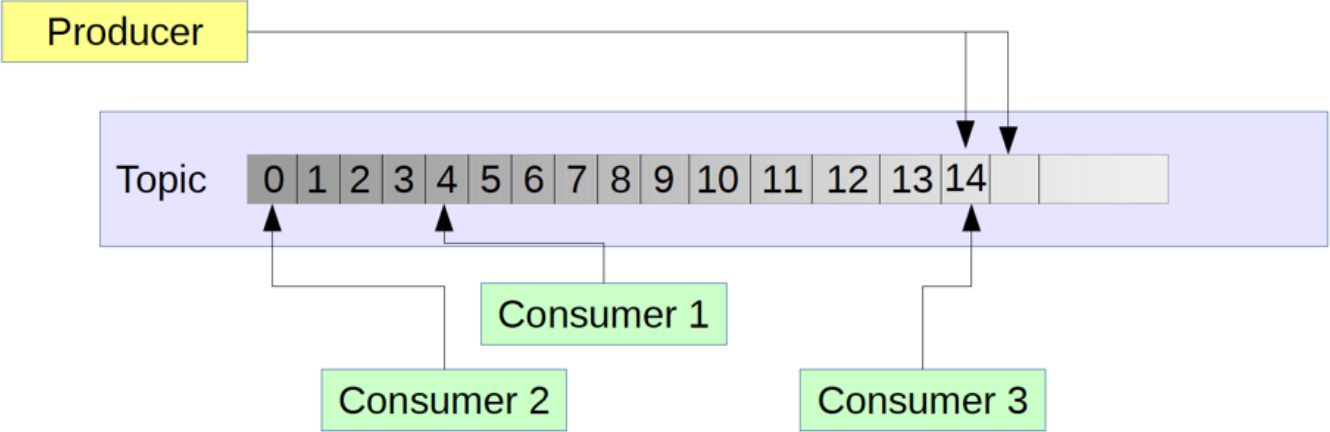 Producer
Topic 0 1 2 3 4 5 6 7 8 9 10 11 12 13 14
Consumer 1
Consumer 2
Consumer 3